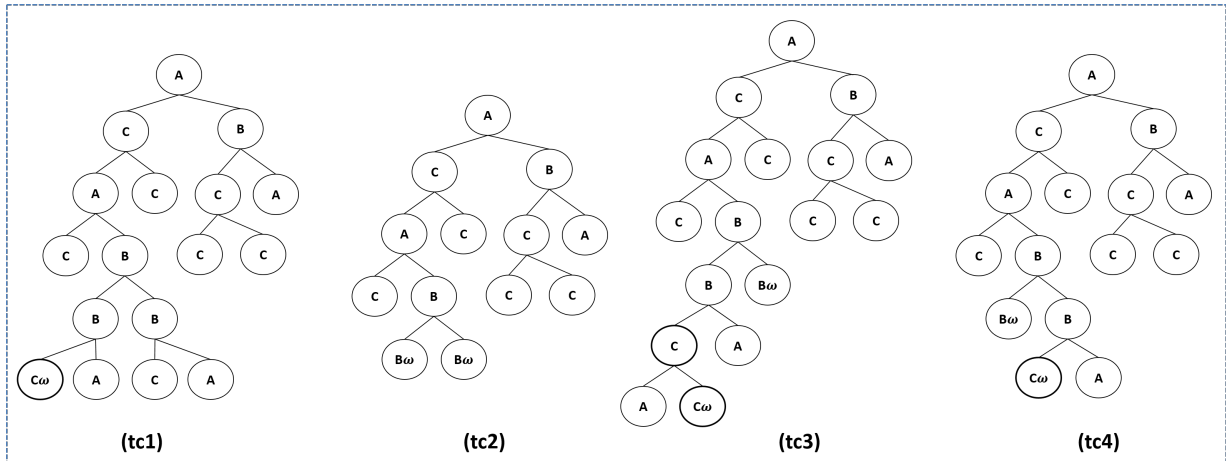 A
C B
A C C A
C B C C
B B
Cω A C A
(tc1)
A
C B
A C C A
C B C C
Bω Bω
(tc2)
A
C B
A C C A
C B C C
B Bω
C A
A Cω
(tc3)
A
C B
A C C A
C B C C
Bω B
Cω A
(tc4)